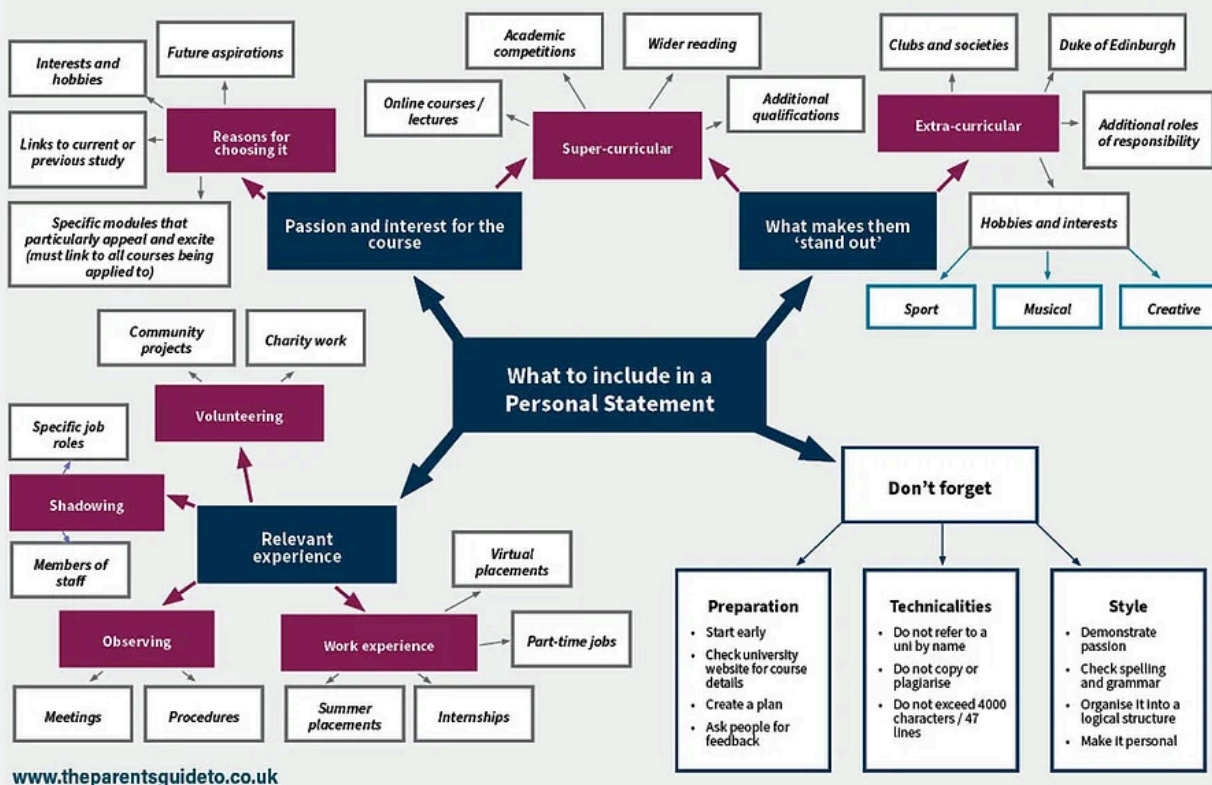 Interests and
hobbies
Future aspirations
Links to current or
previous study
Reasons for
choosing it
Specific modules that
particularly appeal and excite
(must link to all courses being
applied to)
Passion and interest for the
course
Academic
competitions
Wider reading
Online courses /
lectures
Additional
qualifications
Super-curricular
Clubs and societies
Duke of Edinburgh
Extra-curricular
Additional roles
of responsibility
What makes them
‘stand out’
Hobbies and interests
Sport
Musical
Creative
What to include in a
Personal Statement
Community
projects
Charity work
Volunteering
Specific job
roles
Shadowing
Members of
staff
Relevant
experience
Observing
Meetings
Procedures
Work experience
Virtual
placements
Part-time jobs
Summer
placements
Internships
Don’t forget
Preparation
• Start early
• Check university
website for course
details
• Create a plan
• Ask people for
feedback
Technicalities
• Do not refer to a
uni by name
• Do not copy or
plagiarise
• Do not exceed 4000
characters / 47
lines
Style
• Demonstrate
passion
• Check spelling
and grammar
• Organise it into a
logical structure
• Make it personal
www.theparentsguideto.co.uk